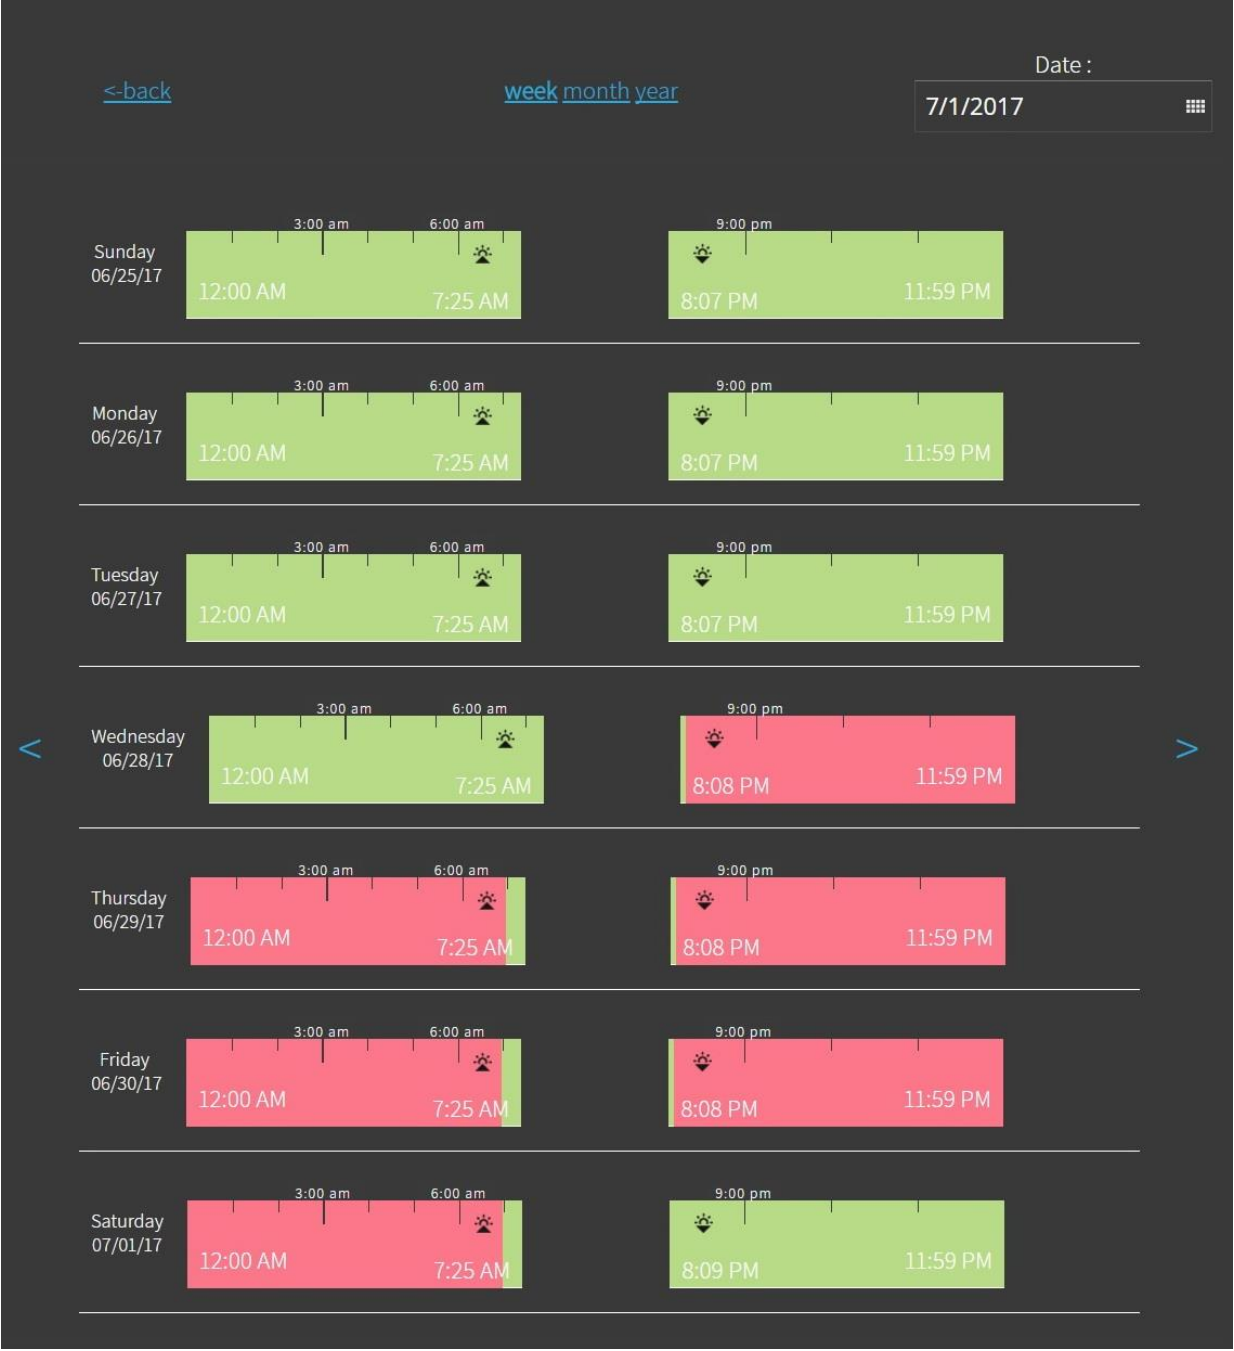 <-back
week month year
Date :
7/1/2017
3:00 am 6:00 am 9:00 pm
Sunday
06/25/17
12:00 AM 7:25 AM 8:07 PM 11:59 PM
3:00 am 6:00 am 9:00 pm
Monday
06/26/17
12:00 AM 7:25 AM 8:07 PM 11:59 PM
3:00 am 6:00 am 9:00 pm
Tuesday
06/27/17
12:00 AM 7:25 AM 8:07 PM 11:59 PM
3:00 am 6:00 am 9:00 pm
Wednesday
06/28/17
12:00 AM 7:25 AM 8:08 PM 11:59 PM
< >
3:00 am 6:00 am 9:00 pm
Thursday
06/29/17
12:00 AM 7:25 AM 8:08 PM 11:59 PM
3:00 am 6:00 am 9:00 pm
Friday
06/30/17
12:00 AM 7:25 AM 8:08 PM 11:59 PM
3:00 am 6:00 am 9:00 pm
Saturday
07/01/17
12:00 AM 7:25 AM 8:09 PM 11:59 PM